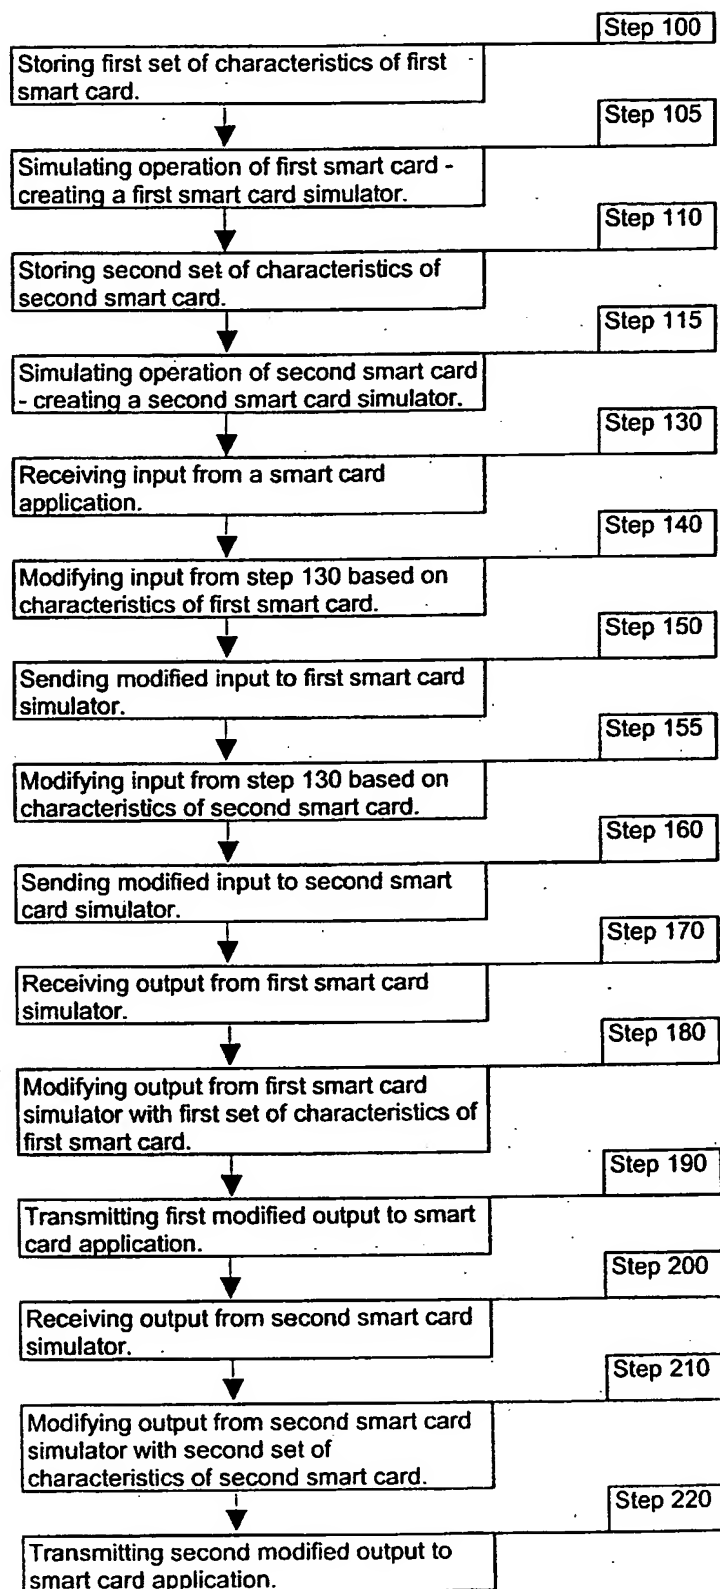 Step 100
Storing first set of characteristics of first
smart card.
Step 105
Simulating operation of first smart card -
creating a first smart card simulator.
Step 110
Storing second set of characteristics of
second smart card.
Step 115
Simulating operation of second smart card
- creating a second smart card simulator.
Step 130
Receiving input from a smart card
application.
Step 140
Modifying input from step 130 based on
characteristics of first smart card.
Step 150
Sending modified input to first smart card
simulator.
Step 155
Modifying input from step 130 based on
characteristics of second smart card.
Step 160
Sending modified input to second smart
card simulator.
Step 170
Receiving output from first smart card
simulator.
Step 180
Modifying output from first smart card
simulator with first set of characteristics of
first smart card.
Step 190
Transmitting first modified output to smart
card application.
Step 200
Receiving output from second smart card
simulator.
Step 210
Modifying output from second smart card
simulator with second set of
characteristics of second smart card.
Step 220
Transmitting second modified output to
smart card application.